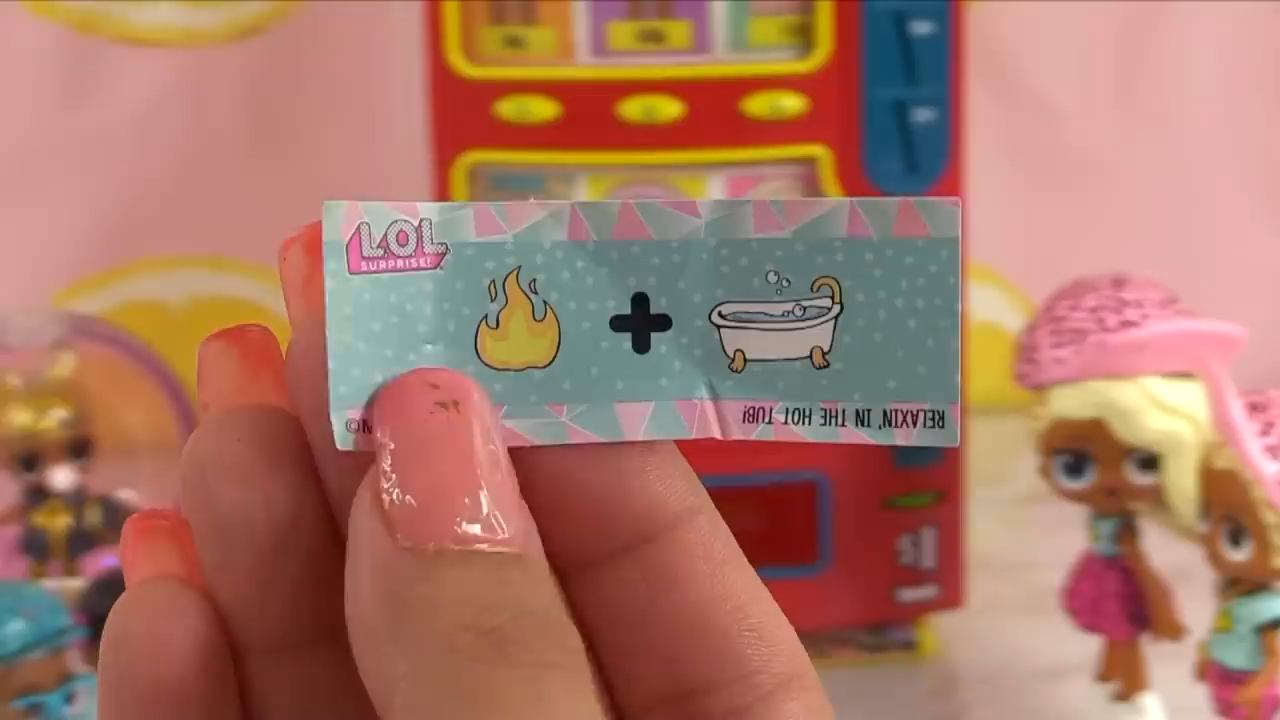 L.O.L.
SURPRISE!
RELAXIN' IN THE HOT TUB!